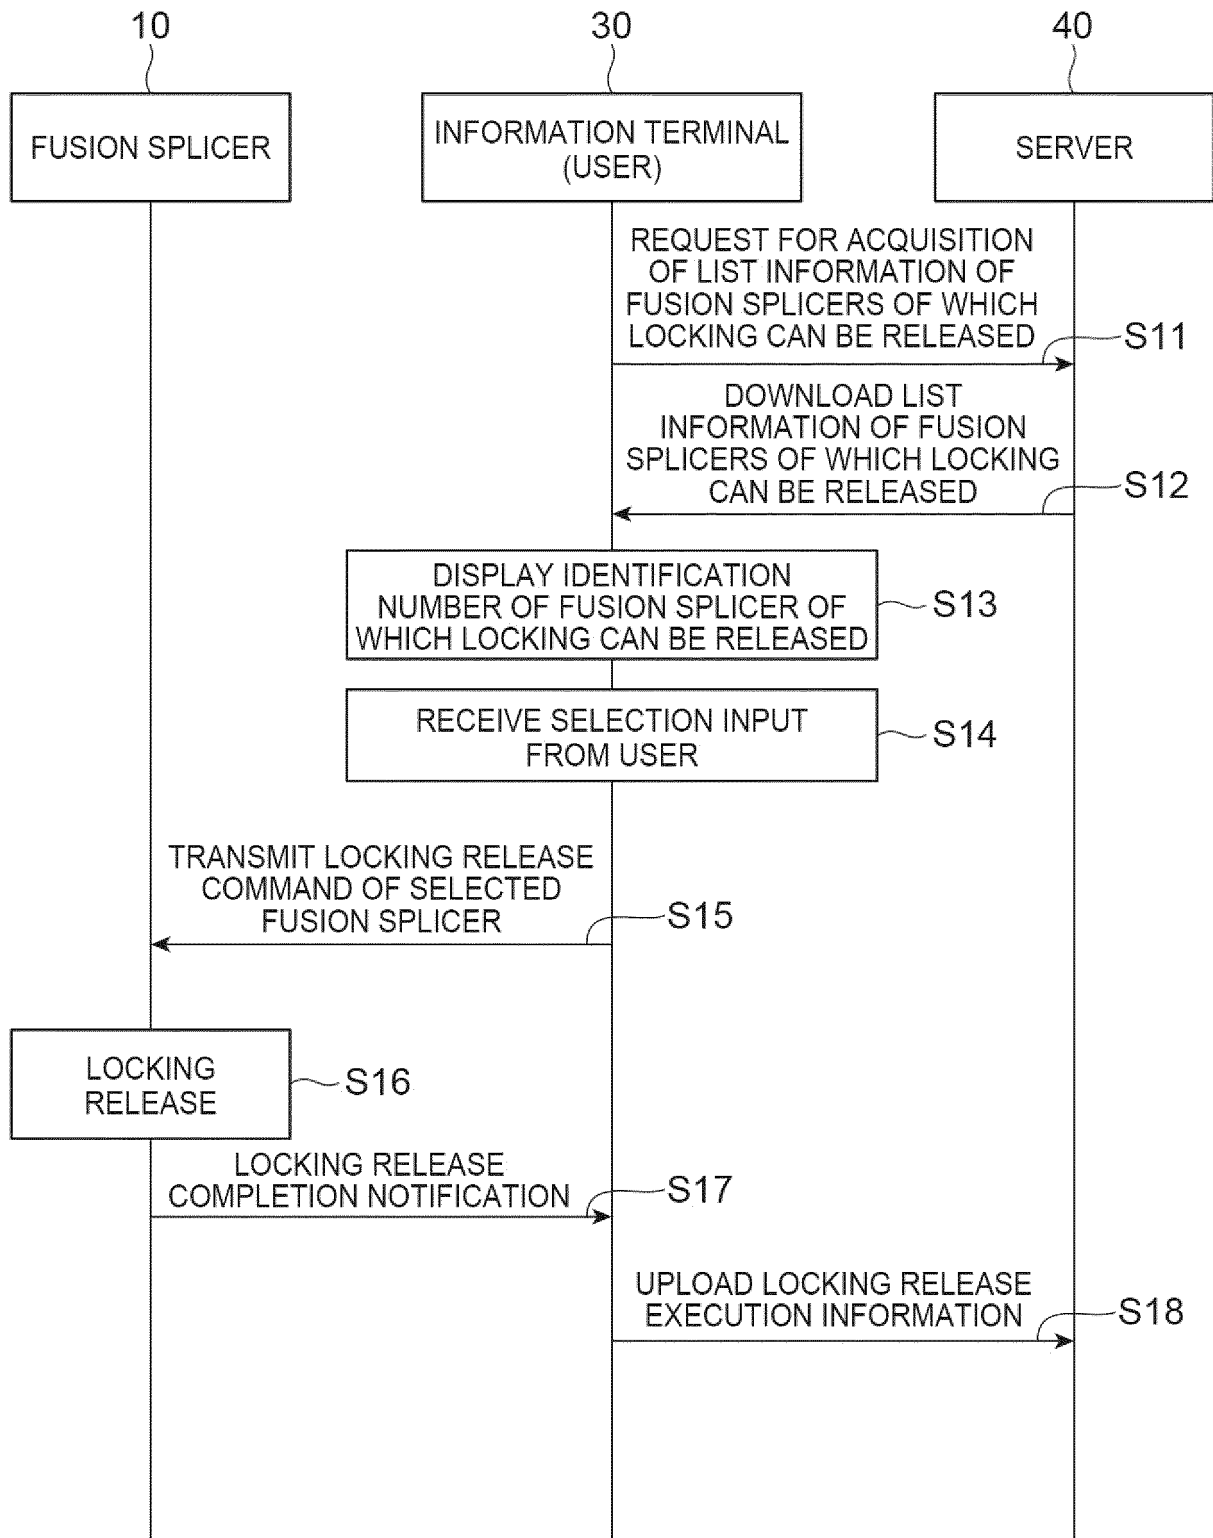 10
30
40
FUSION SPLICER
INFORMATION TERMINAL
(USER)
SERVER
REQUEST FOR ACQUISITION
OF LIST INFORMATION OF
FUSION SPLICERS OF WHICH
LOCKING CAN BE RELEASED
S11
DOWNLOAD LIST
INFORMATION OF FUSION
SPLICERS OF WHICH LOCKING
CAN BE RELEASED
S12
DISPLAY IDENTIFICATION
NUMBER OF FUSION SPLICER OF
WHICH LOCKING CAN BE RELEASED
S13
RECEIVE SELECTION INPUT
FROM USER
S14
TRANSMIT LOCKING RELEASE
COMMAND OF SELECTED
FUSION SPLICER
S15
LOCKING
RELEASE
S16
LOCKING RELEASE
COMPLETION NOTIFICATION
S17
UPLOAD LOCKING RELEASE
EXECUTION INFORMATION
S18